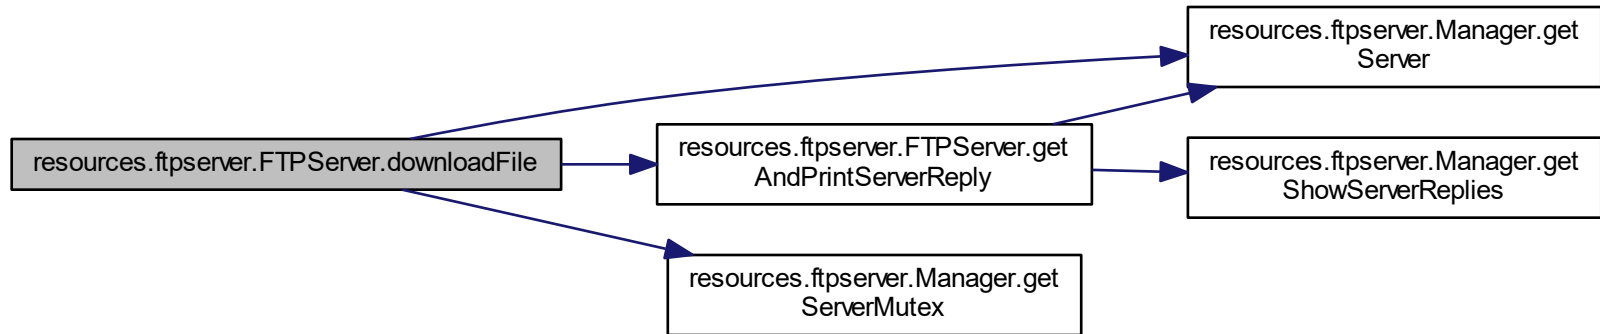 resources.ftpserver.Manager.get
Server
resources.ftpserver.FTPServer.downloadFile
resources.ftpserver.FTPServer.get
AndPrintServerReply
resources.ftpserver.Manager.get
ShowServerReplies
resources.ftpserver.Manager.get
ServerMutex